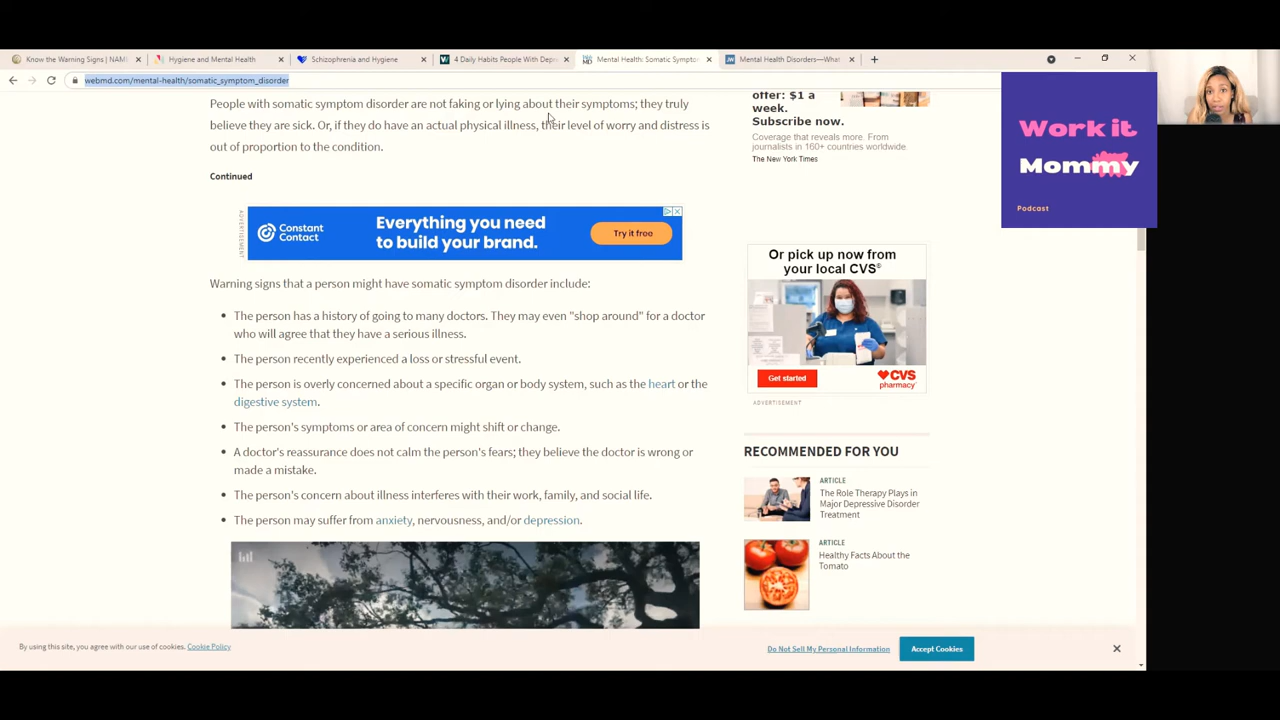 Know the Warning Signs | NAMI
Hygiene and Mental Health
Schizophrenia and Hygiene
4 Daily Habits People With Depr
Mental Health: Somatic Symptom
Mental Health Disorders—What
webmd.com/mental-health/somatic_symptom_disorder
People with somatic symptom disorder are not faking or lying about their symptoms; they truly
believe they are sick. Or, if they do have an actual physical illness, their level of worry and distress is
out of proportion to the condition.
Continued
ADVERTISEMENT
Constant
Contact
Everything you need
to build your brand.
Try it free
Warning signs that a person might have somatic symptom disorder include:
• The person has a history of going to many doctors. They may even "shop around" for a doctor
who will agree that they have a serious illness.
• The person recently experienced a loss or stressful event.
• The person is overly concerned about a specific organ or body system, such as the heart or the
digestive system.
• The person's symptoms or area of concern might shift or change.
• A doctor's reassurance does not calm the person's fears; they believe the doctor is wrong or
made a mistake.
• The person's concern about illness interferes with their work, family, and social life.
• The person may suffer from anxiety, nervousness, and/or depression.
offer: $1 a
week.
Subscribe now.
Coverage that reveals more. From
journalists in 160+ countries worldwide.
The New York Times
Or pick up now from
your local CVS®
Get started
CVS
pharmacy®
ADVERTISEMENT
RECOMMENDED FOR YOU
ARTICLE
The Role Therapy Plays in
Major Depressive Disorder
Treatment
ARTICLE
Healthy Facts About the
Tomato
Work it
Mommy
Podcast
By using this site, you agree with our use of cookies. Cookie Policy
Do Not Sell My Personal Information
Accept Cookies